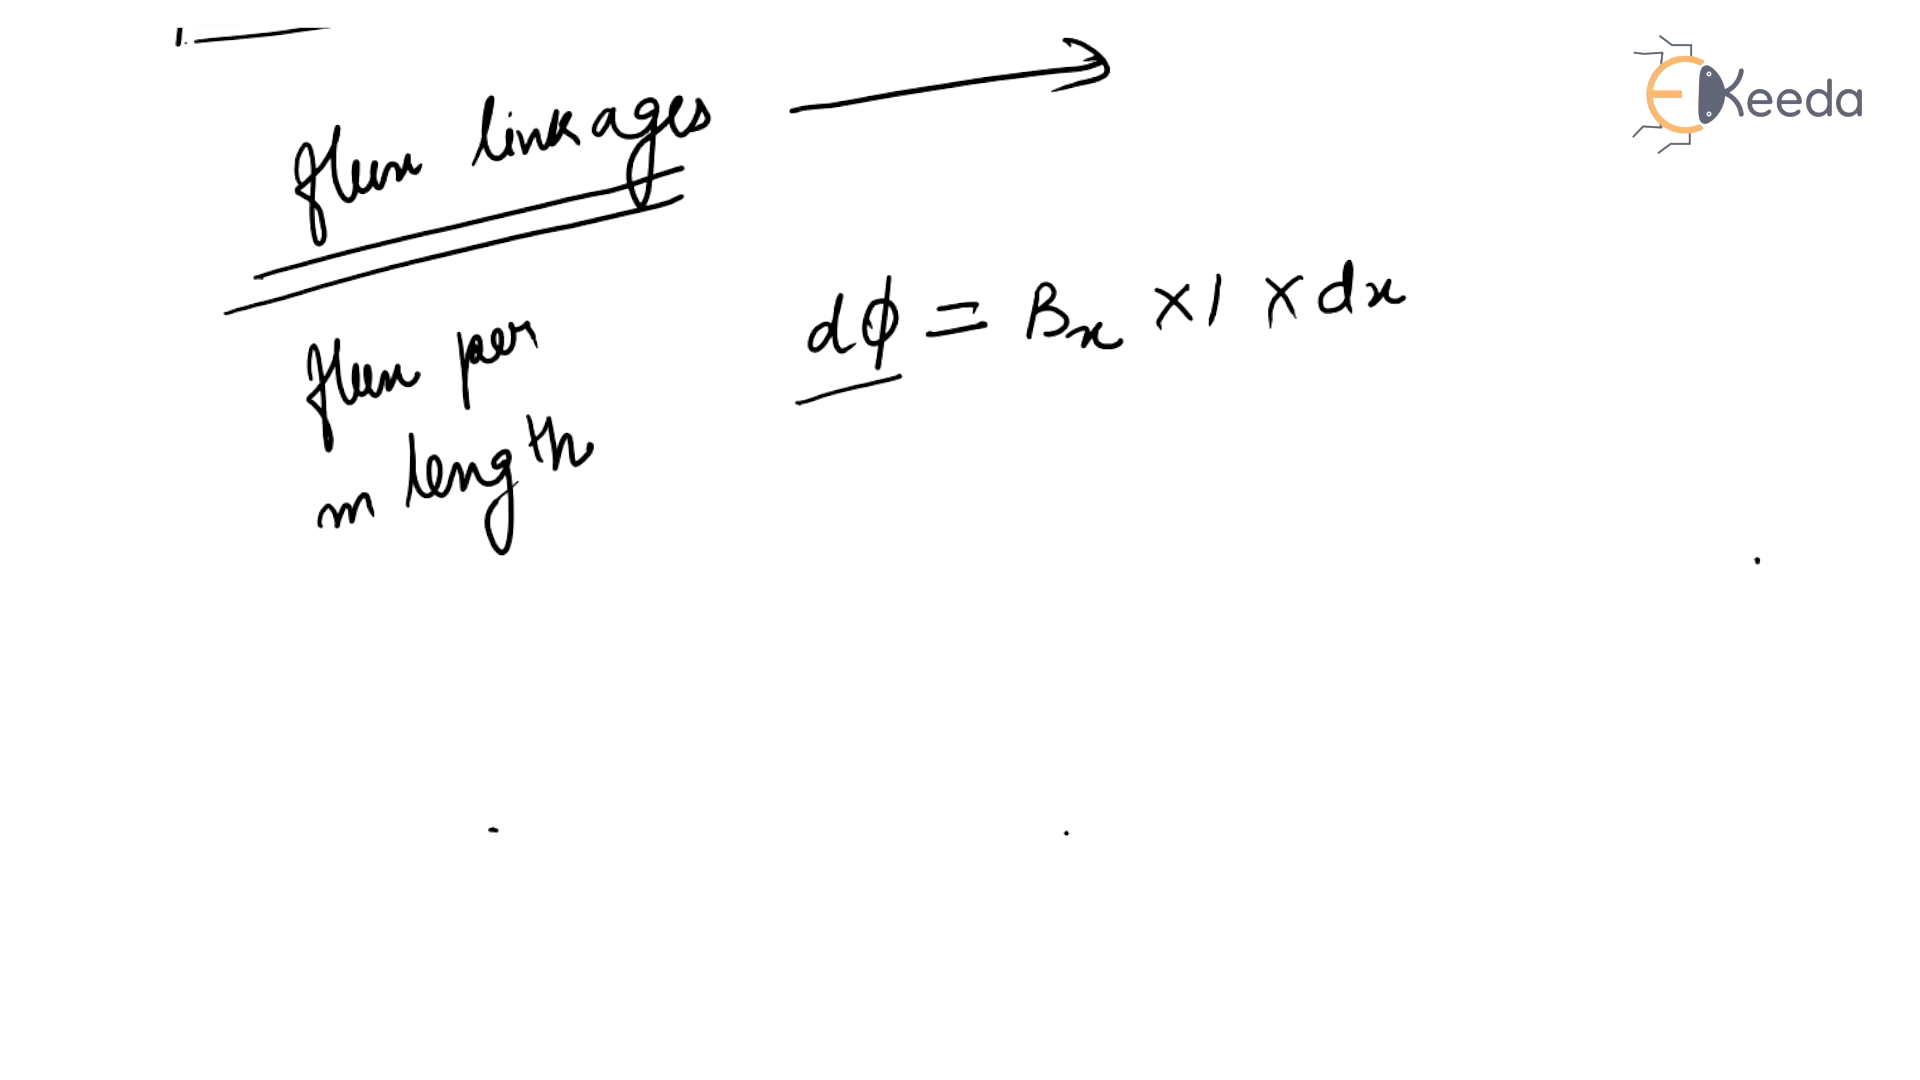 flux linkages
EKeeda
dϕ = Bx × 1 × dx
flux per
m length